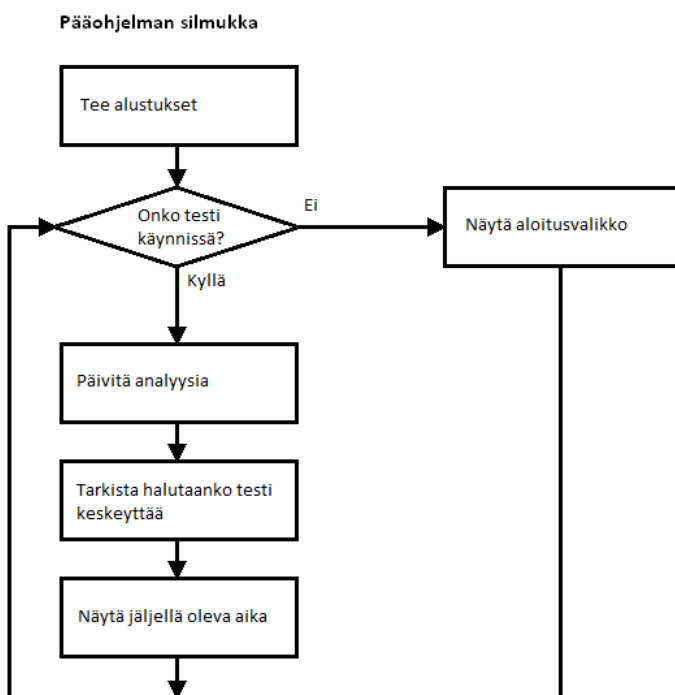 Pääohjelman silmukka
Tee alustukset
Onko testi
käynnissä?
Ei
Näytä aloitusvalikko
Kyllä
Päivitä analyysia
Tarkista halutaanko testi
keskeyttää
Näytä jäljellä oleva aika